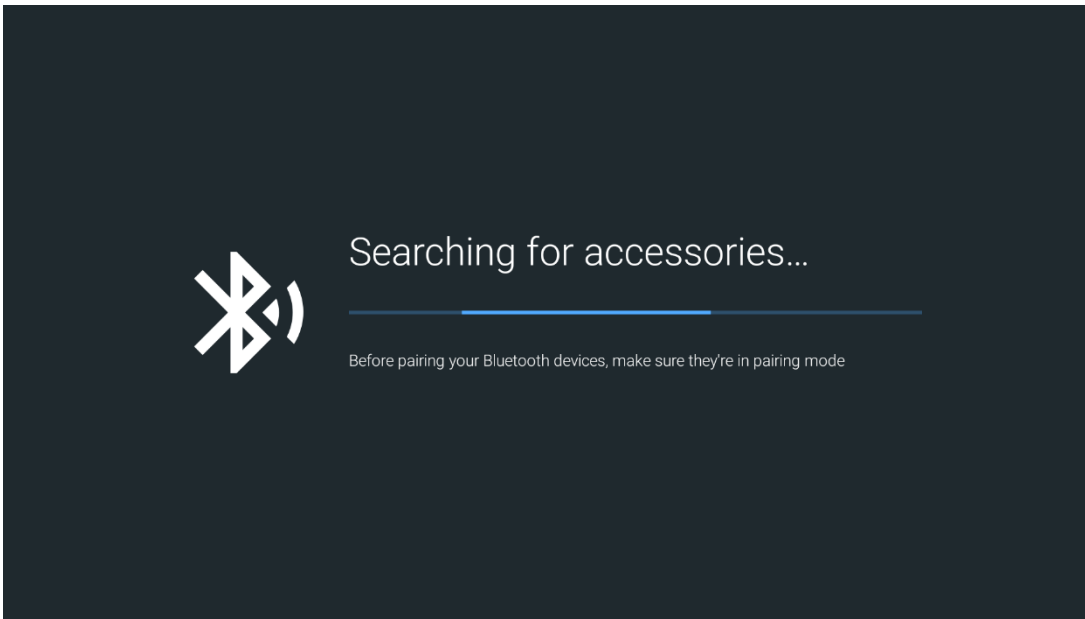 Searching for accessories...
Before pairing your Bluetooth devices, make sure they're in pairing mode